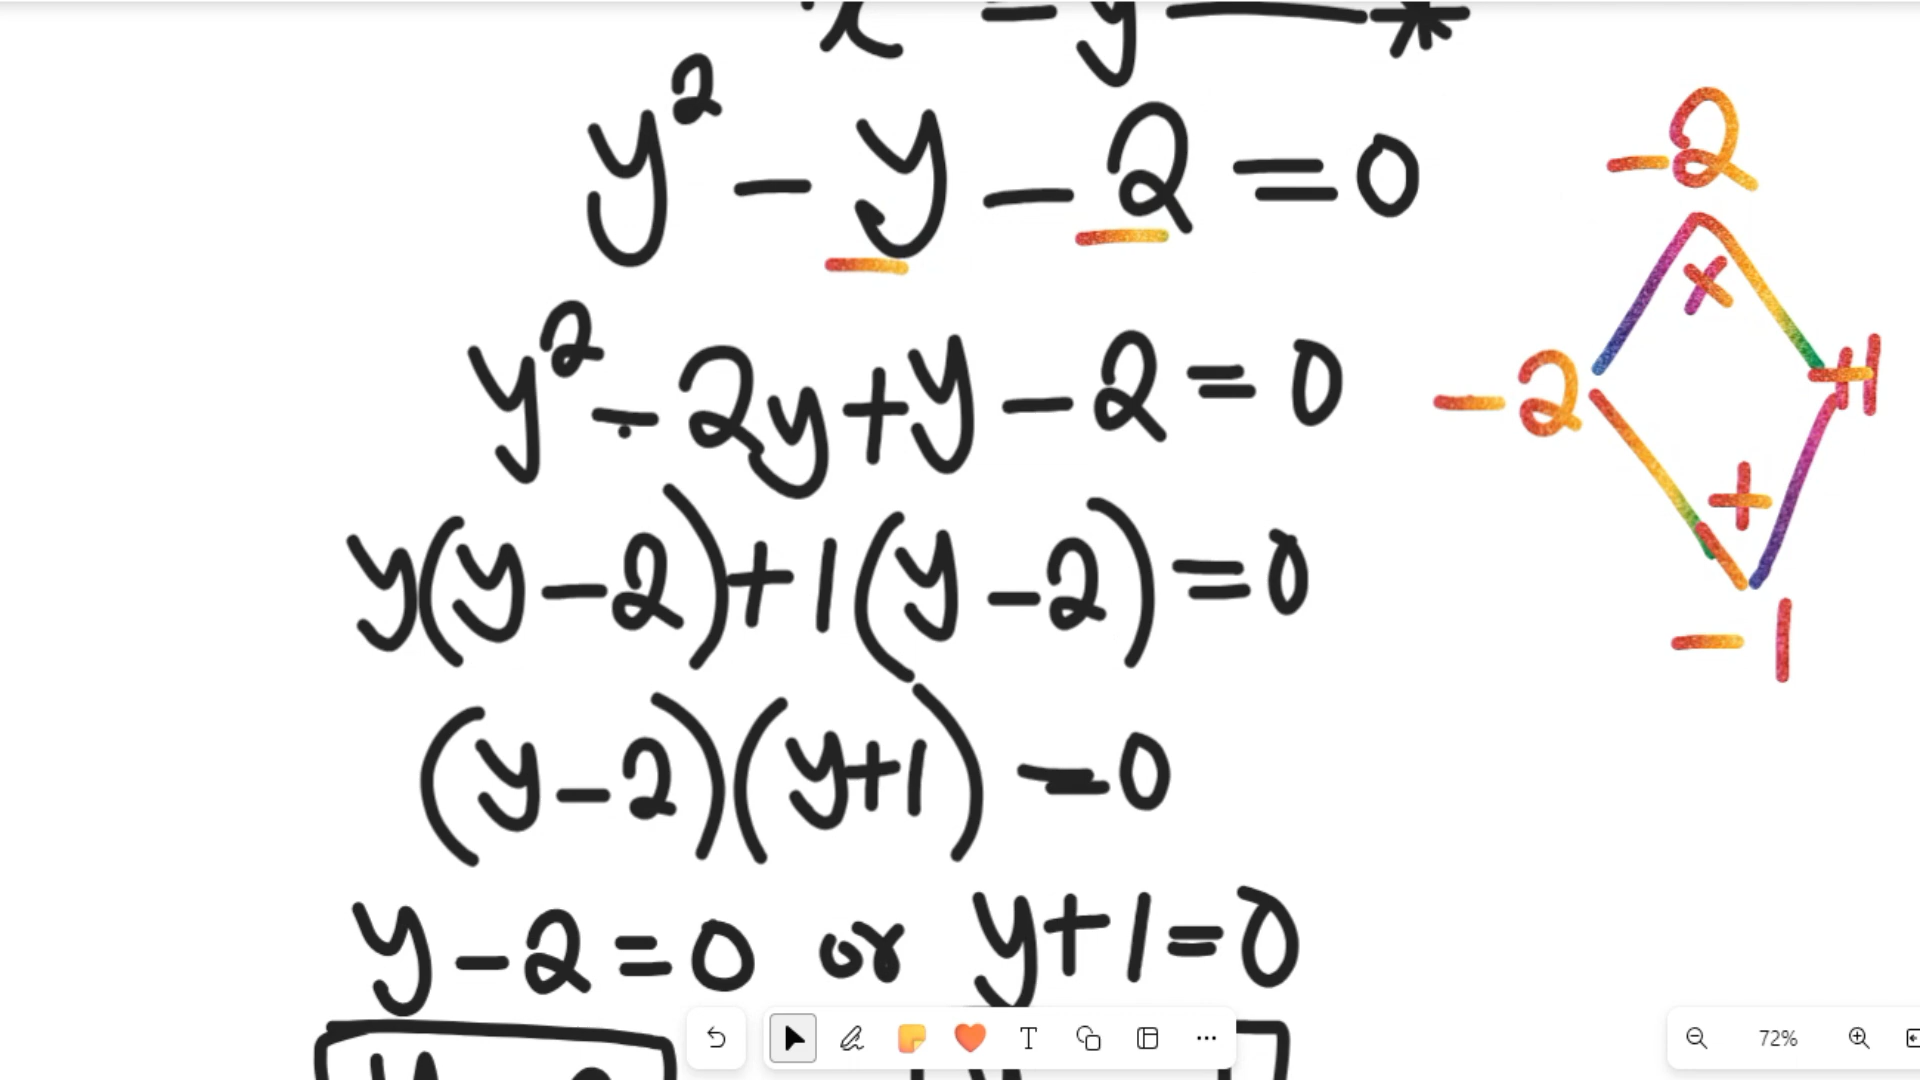 = y *
y² - y - 2 = 0
y² - 2y + y - 2 = 0
y(y - 2) + 1(y - 2) = 0
(y - 2)(y + 1) = 0
y - 2 = 0 or y + 1 = 0
-2
×
-2 +1
+
-1
T
72%